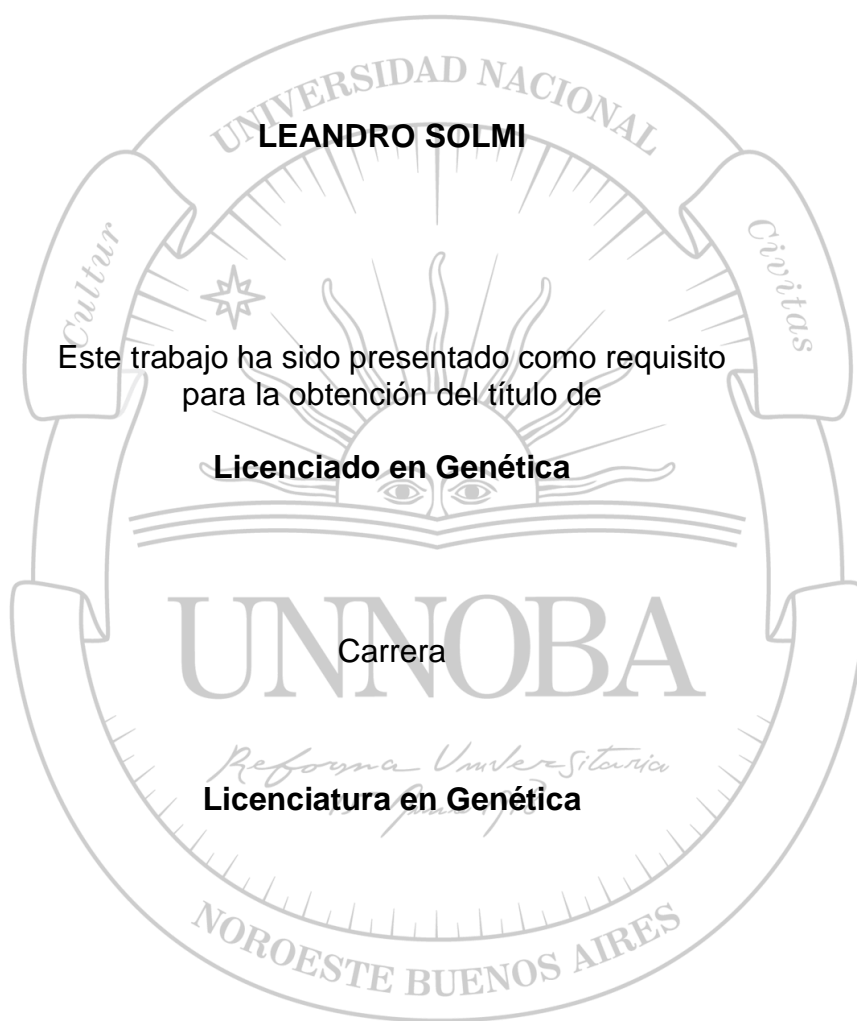 UNIVERSIDAD NACIONAL
LEANDRO SOLMI
Cultur
Civitas
Este trabajo ha sido presentado como requisito
para la obtención del título de
Licenciado en Genética
UNNOBA
Carrera
Reforma Universitaria
Licenciatura en Genética
NOROESTE BUENOS AIRES